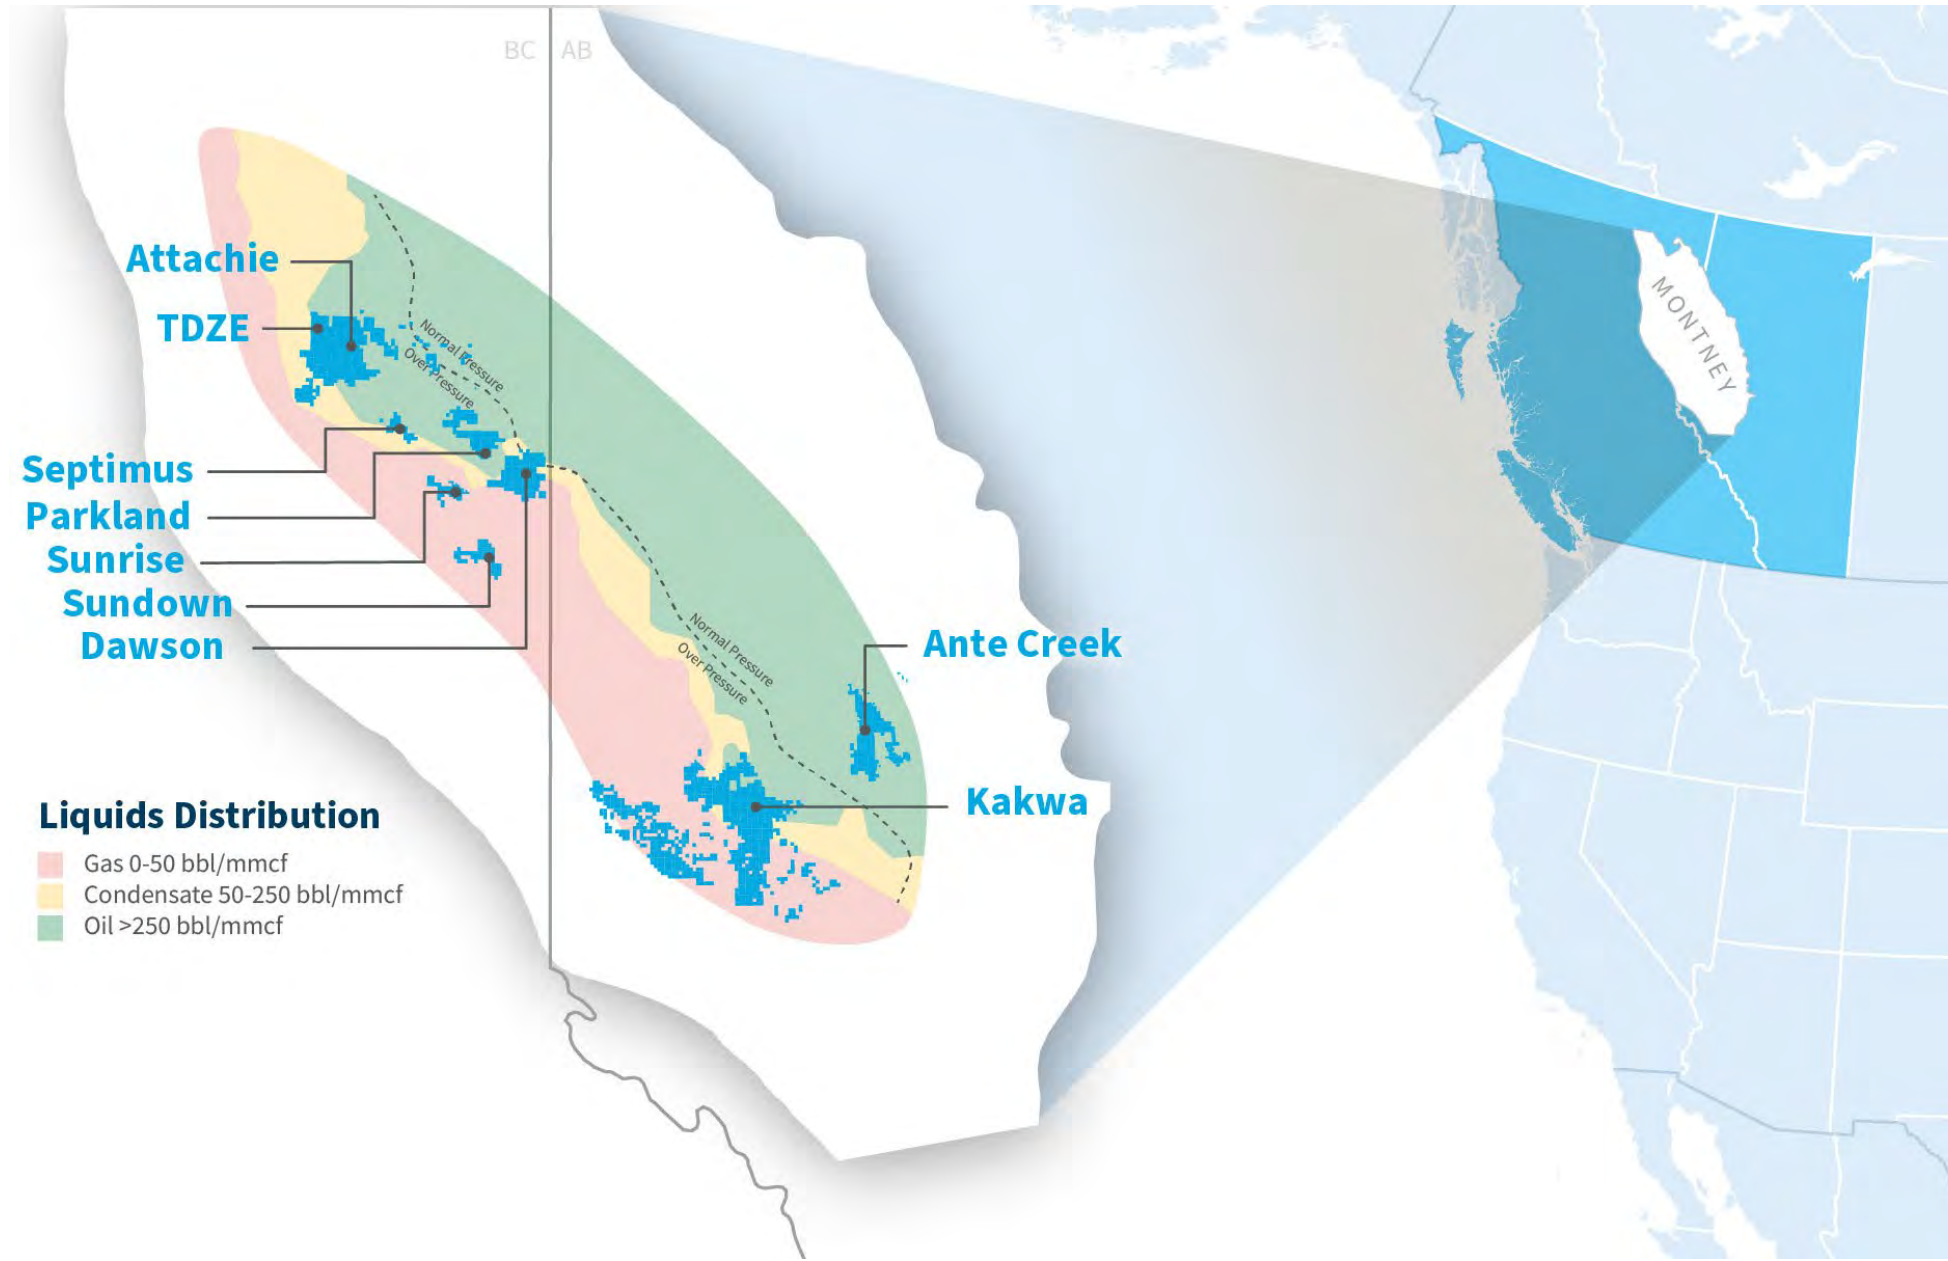 BC AB
Attachie
TDZE
Normal Pressure
Over Pressure
Septimus
Parkland
Sunrise
Sundown
Dawson
Normal Pressure
Over Pressure
Ante Creek
Kakwa
MONTNEY
Liquids Distribution
Gas 0-50 bbl/mmcf
Condensate 50-250 bbl/mmcf
Oil >250 bbl/mmcf